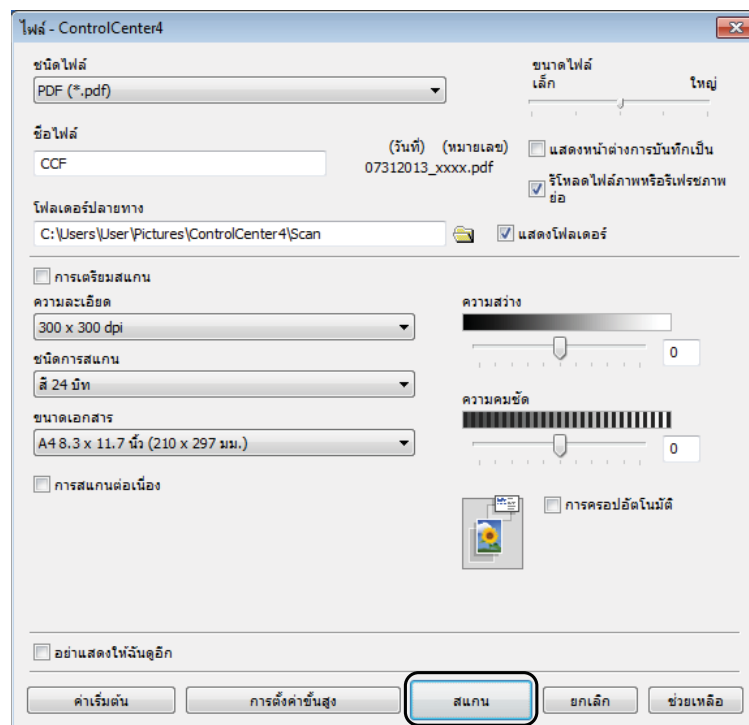 ไฟล์ - ControlCenter4
ชนิดไฟล์
PDF (*.pdf)
ขนาดไฟล์
เล็ก ใหญ่
ชื่อไฟล์
CCF
(วันที่) (หมายเลข)
07312013_xxxx.pdf
แสดงหน้าต่างการบันทึกเป็น
รีโหลดไฟล์ภาพหรือรีเฟรชภาพ
ย่อ
โฟลเดอร์ปลายทาง
C:\Users\User\Pictures\ControlCenter4\Scan
แสดงโฟลเดอร์
การเตรียมสแกน
ความละเอียด
300 x 300 dpi
ชนิดการสแกน
สี 24 บิท
ขนาดเอกสาร
A4 8.3 x 11.7 นิ้ว (210 x 297 มม.)
การสแกนต่อเนื่อง
ความสว่าง
0
ความคมชัด
0
การครอปอัตโนมัติ
อย่าแสดงให้ฉันดูอีก
ค่าเริ่มต้น การตั้งค่าขั้นสูง สแกน ยกเลิก ช่วยเหลือ